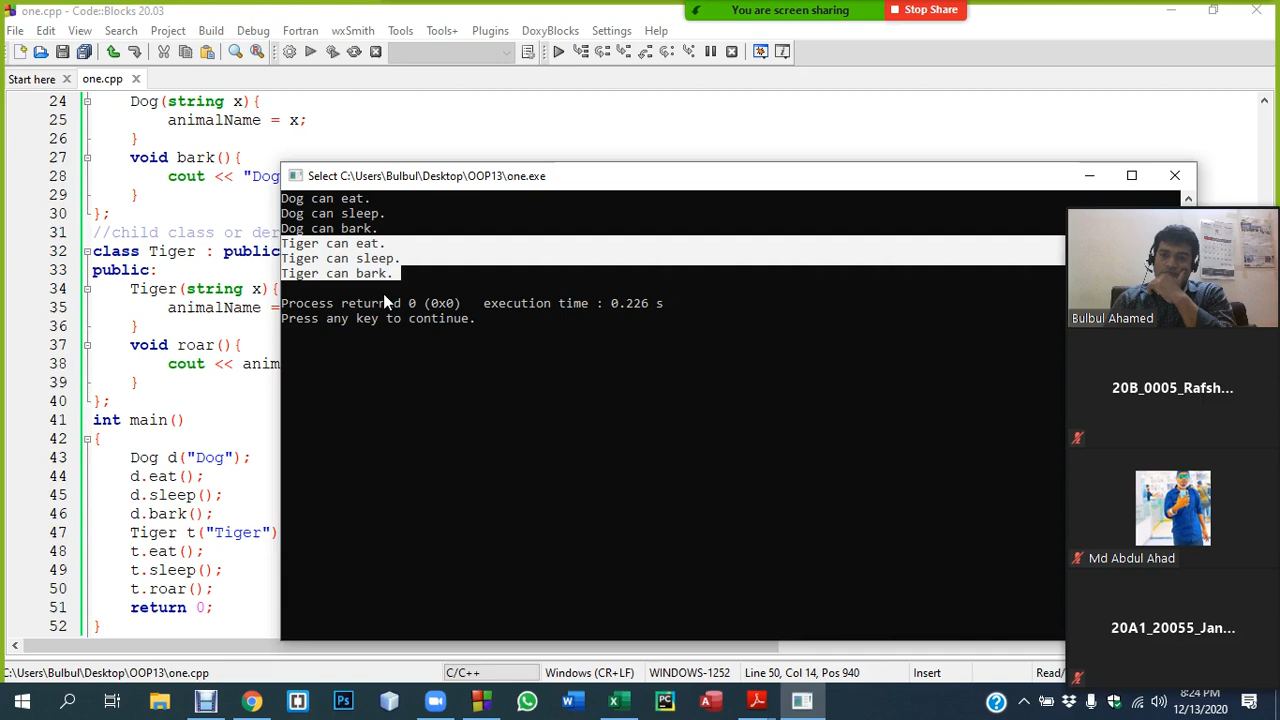 one.cpp - Code::Blocks 20.03
You are screen sharing
Stop Share
File Edit View Search Project Build Debug Fortran wxSmith Tools Tools+ Plugins DoxyBlocks Settings Help
Start here
one.cpp
24 Dog(string x){
25 animalName = x;
26 }
27 void bark(){
28 cout << "Dog
29 }
30 };
31 //child class or der
32 class Tiger : public
33 public:
34 Tiger(string x){
35 animalName =
36 }
37 void roar(){
38 cout << anim
39 }
40 };
41 int main()
42 {
43 Dog d("Dog");
44 d.eat();
45 d.sleep();
46 d.bark();
47 Tiger t("Tiger")
48 t.eat();
49 t.sleep();
50 t.roar();
51 return 0;
52 }
Select C:\Users\Bulbul\Desktop\OOP13\one.exe
Dog can eat.
Dog can sleep.
Dog can bark.
Tiger can eat.
Tiger can sleep.
Tiger can bark.
Process returned 0 (0x0) execution time : 0.226 s
Press any key to continue.
Bulbul Ahamed
20B_0005_Rafsh...
Md Abdul Ahad
20A1_20055_Jan...
C:\Users\Bulbul\Desktop\OOP13\one.cpp C/C++ Windows (CR+LF) WINDOWS-1252 Line 50, Col 14, Pos 940 Insert Read/
8:24 PM
12/13/2020